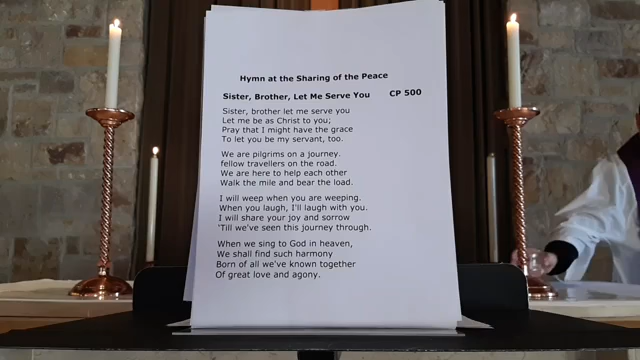 Hymn at the Sharing of the Peace
Sister, Brother, Let Me Serve You CP 500
Sister, brother let me serve you
Let me be as Christ to you;
Pray that I might have the grace
To let you be my servant, too.
We are pilgrims on a journey.
fellow travellers on the road.
We are here to help each other
Walk the mile and bear the load.
I will weep when you are weeping.
When you laugh, I'll laugh with you.
I will share your joy and sorrow
'Till we've seen this journey through.
When we sing to God in heaven,
We shall find such harmony
Born of all we've known together
Of great love and agony.